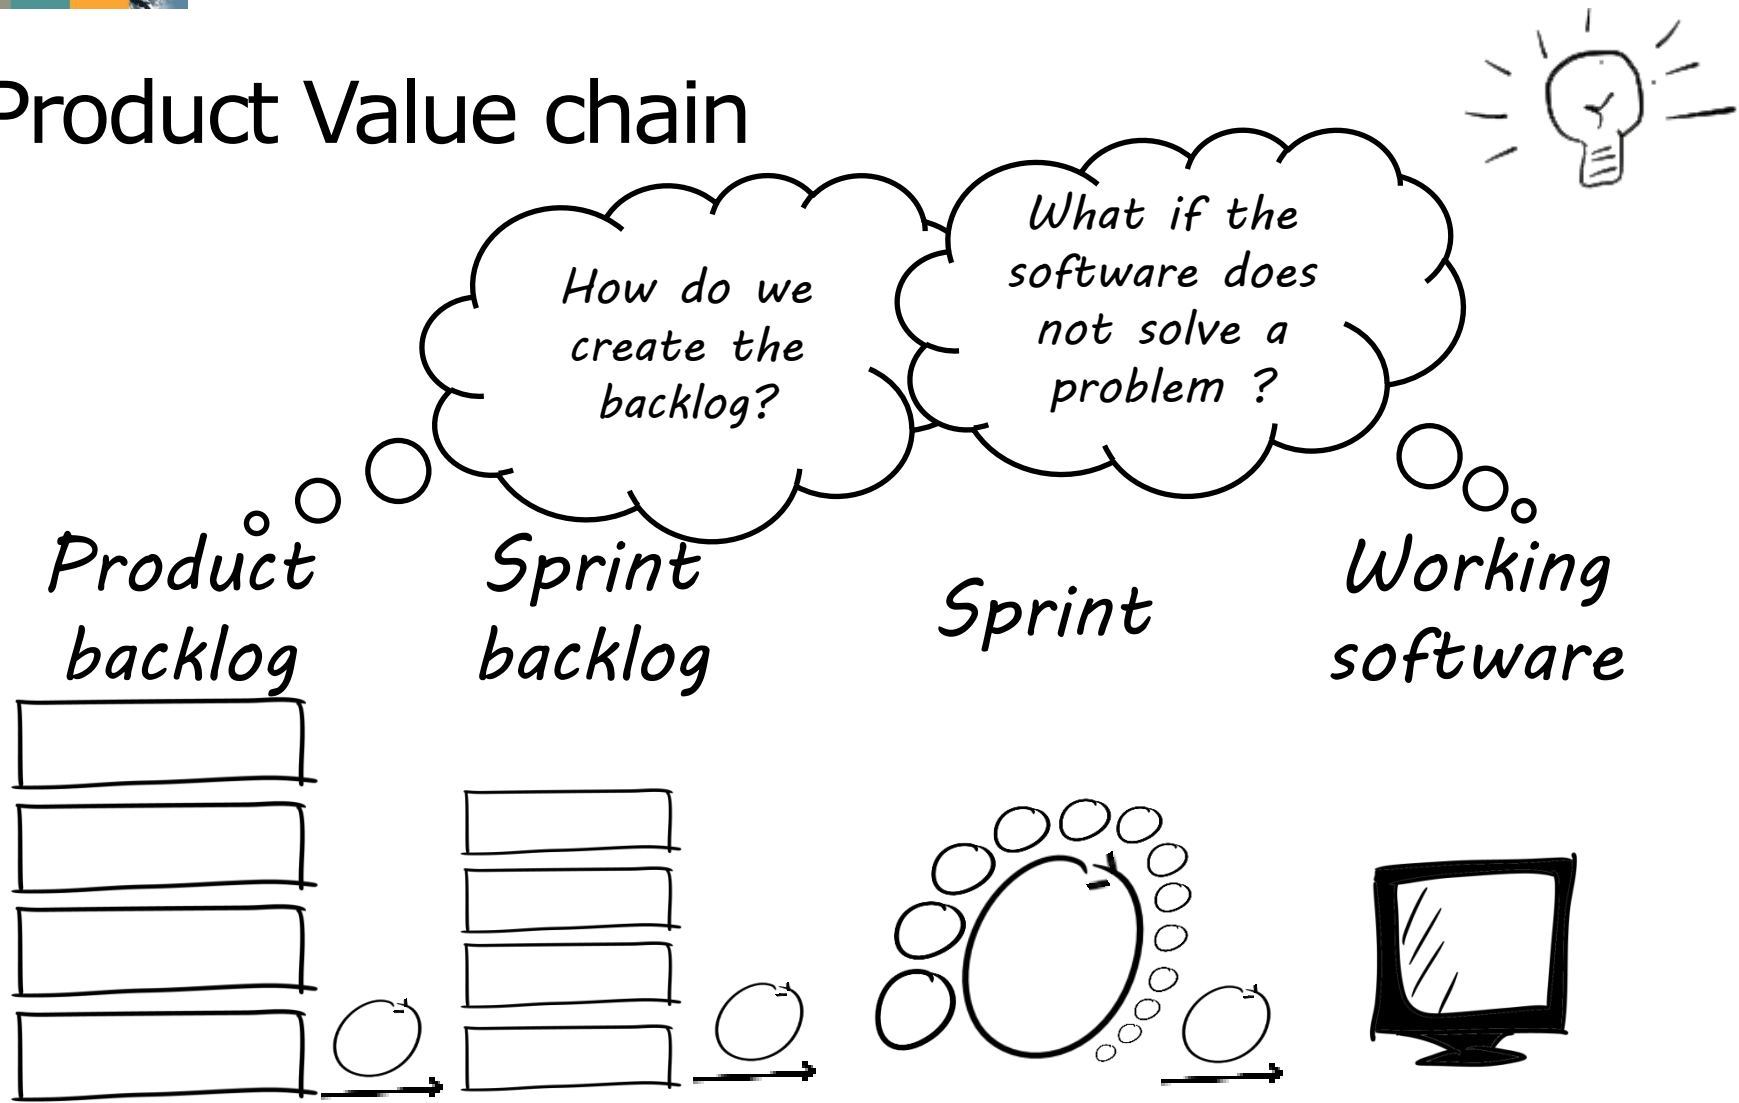 Product Value chain
What if the
software does
not solve a
problem ?
How do we
create the
backlog?
Product
backlog
Sprint
backlog
Sprint
Working
software